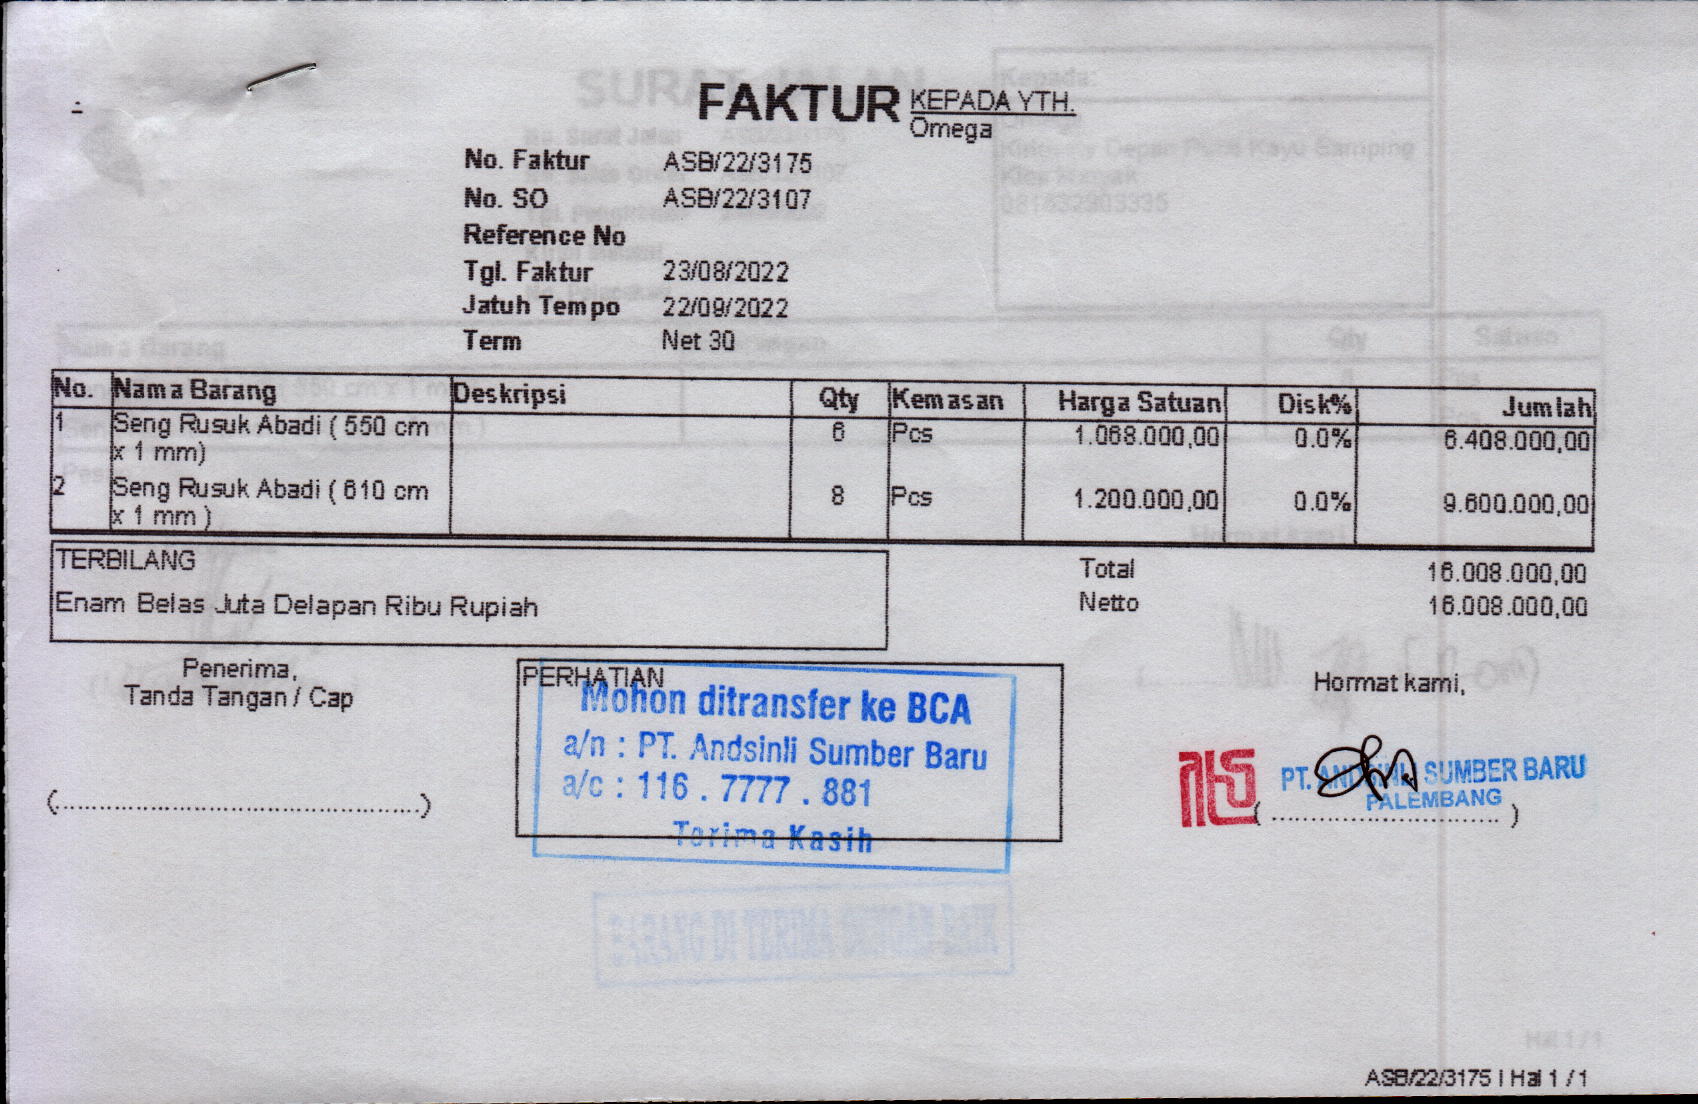 FAKTUR
KEPADA YTH.
Omega
No. Faktur ASB/22/3175
No. SO ASB/22/3107
Reference No
Tgl. Faktur 23/08/2022
Jatuh Tempo 22/09/2022
Term Net 30
No. Nama Barang Deskripsi Qty Kemasan Harga Satuan Disk% Jumlah
1 Seng Rusuk Abadi ( 550 cm 6 Pcs 1.068.000,00 0.0% 6.408.000,00
x 1 mm)
2 Seng Rusuk Abadi ( 610 cm 8 Pcs 1.200.000,00 0.0% 9.600.000,00
x 1 mm )
TERBILANG
Enam Belas Juta Delapan Ribu Rupiah
Total 16.008.000,00
Netto 16.008.000,00
Penerima,
Tanda Tangan / Cap
(......................................................)
PERHATIAN
Mohon ditransfer ke BCA
a/n : PT. Andsinli Sumber Baru
a/c : 116 . 7777 . 881
Terima Kasih
Hormat kami,
PT. ANDSINLI SUMBER BARU
PALEMBANG
( .................................. )
ASB/22/3175 | Hal 1 / 1